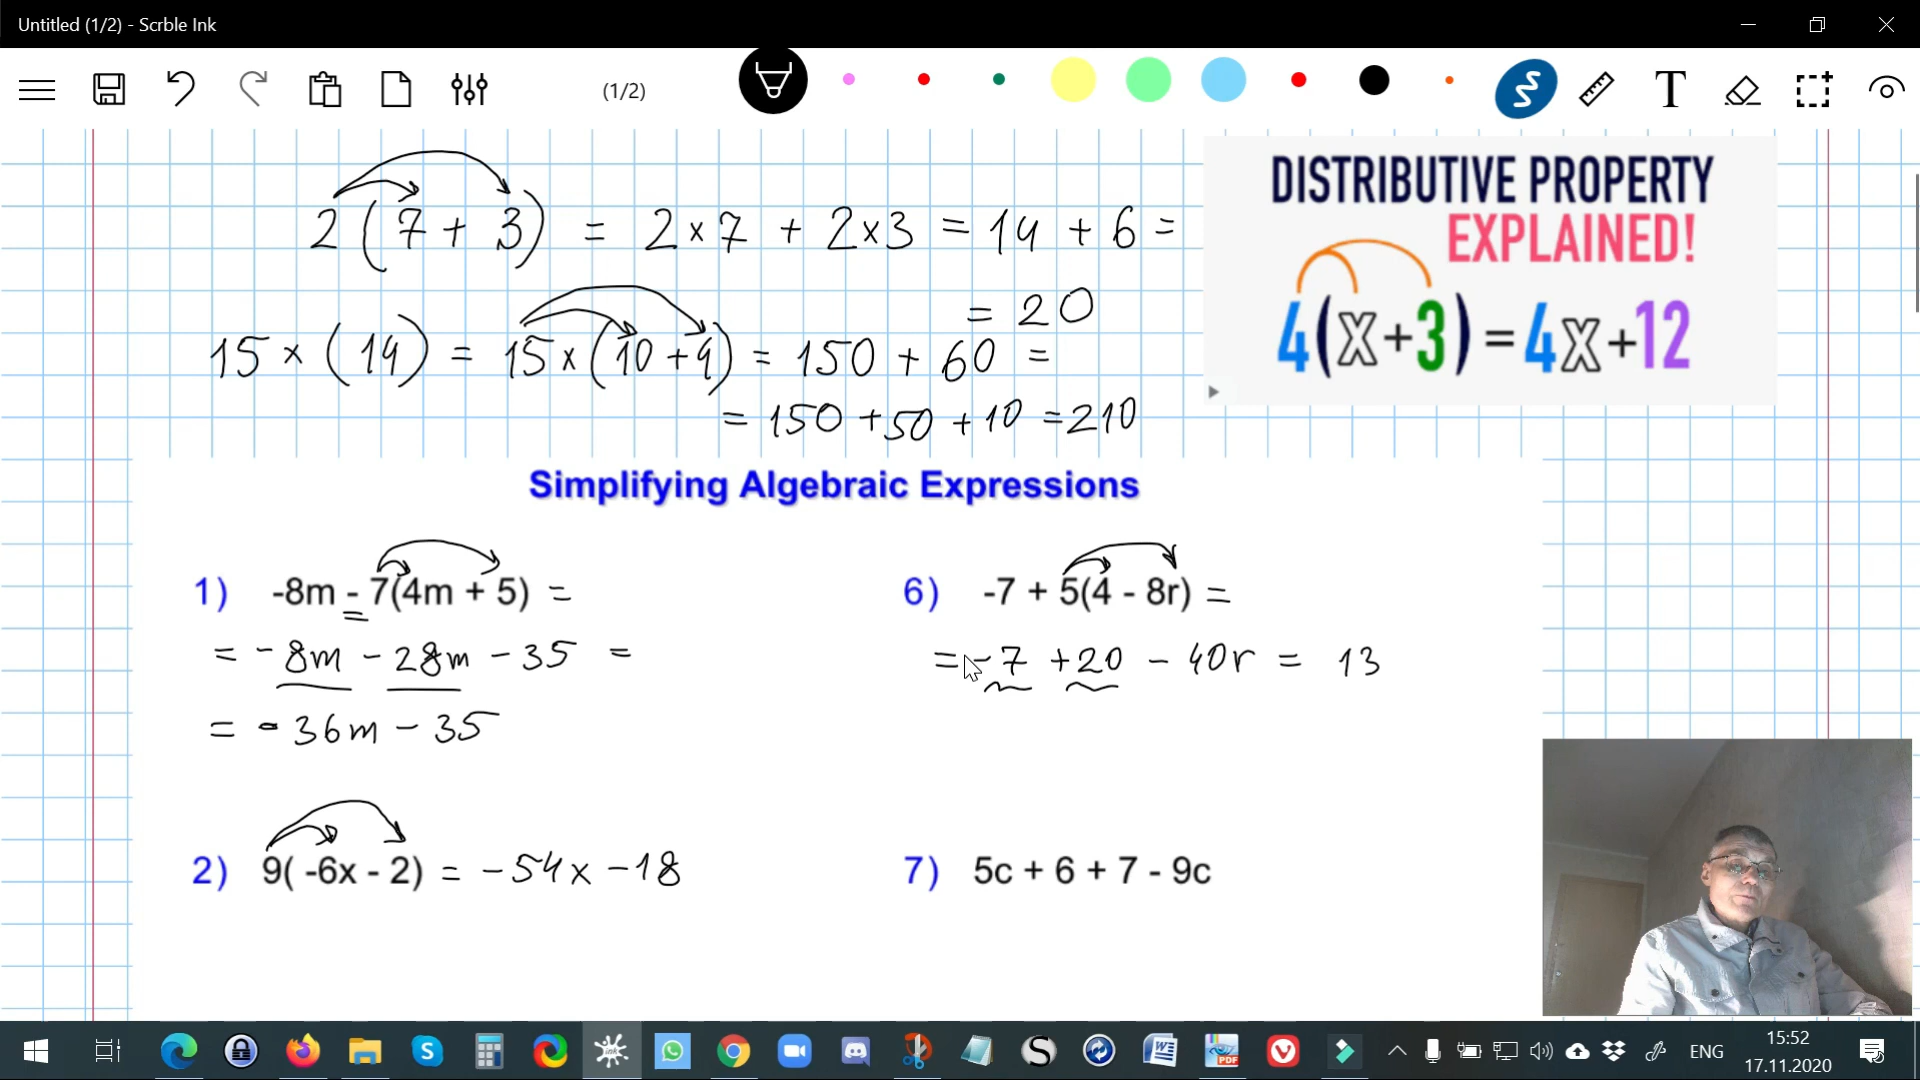 Untitled (1/2) - Scrble Ink
(1/2)
T
2 ( 7 + 3 ) = 2 × 7 + 2 × 3 = 14 + 6 =
= 20
15 × ( 14 ) = 15 × ( 10 + 4 ) = 150 + 60 =
= 150 + 50 + 10 = 210
DISTRIBUTIVE PROPERTY
EXPLAINED!
4(x+3) = 4x+12
Simplifying Algebraic Expressions
1) -8m - 7(4m + 5) =
= - 8m - 28m - 35 =
= - 36m - 35
6) -7 + 5(4 - 8r) =
= - 7 + 20 - 40r = 13
2) 9( -6x - 2) = - 54x - 18
7) 5c + 6 + 7 - 9c
ENG
15:52
17.11.2020